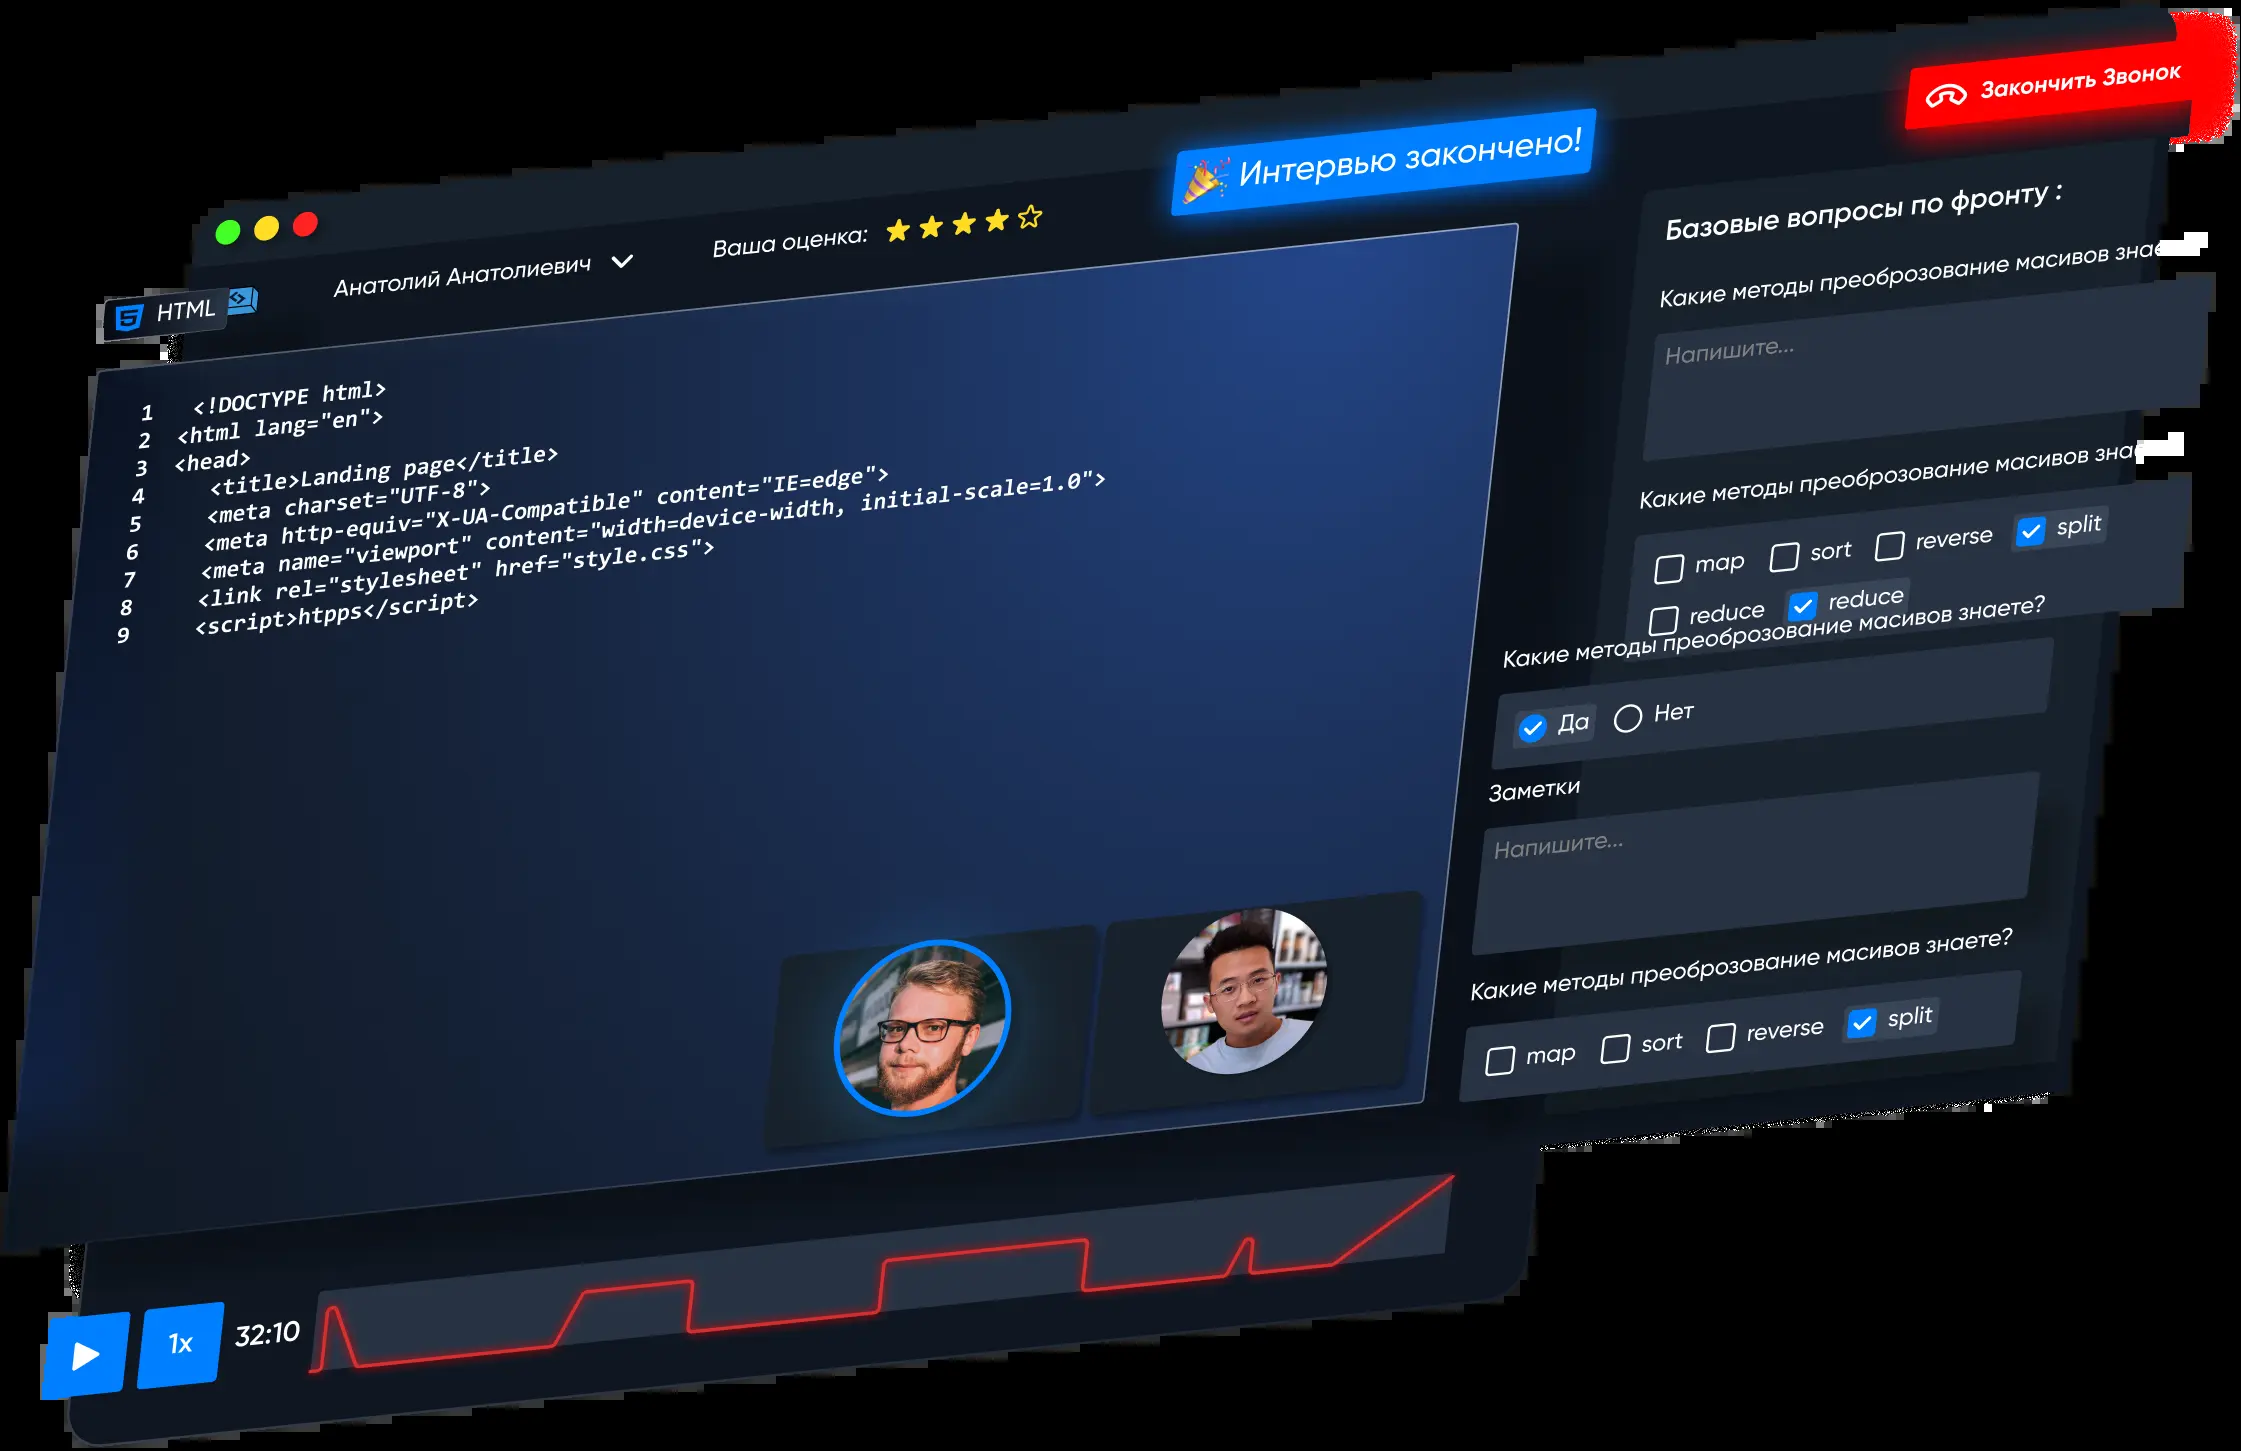 Закончить Звонок
🎉 Интервью закончено!
Ваша оценка:
Анатолий Анатолиевич
HTML
1 <!DOCTYPE html>
2 <html lang="en">
3 <head>
4 <title>Landing page</title>
5 <meta charset="UTF-8">
6 <meta http-equiv="X-UA-Compatible" content="IE=edge">
7 <meta name="viewport" content="width=device-width, initial-scale=1.0">
8 <link rel="stylesheet" href="style.css">
9 <script>htpps</script>
1x
32:10
Базовые вопросы по фронту :
Какие методы преоброзование масивов
Напишите...
Какие методы преоброзование масивов
map sort reverse split
reduce reduce
Какие методы преоброзование масивов знаете?
Да Нет
Заметки
Напишите...
Какие методы преоброзование масивов знаете?
map sort reverse split